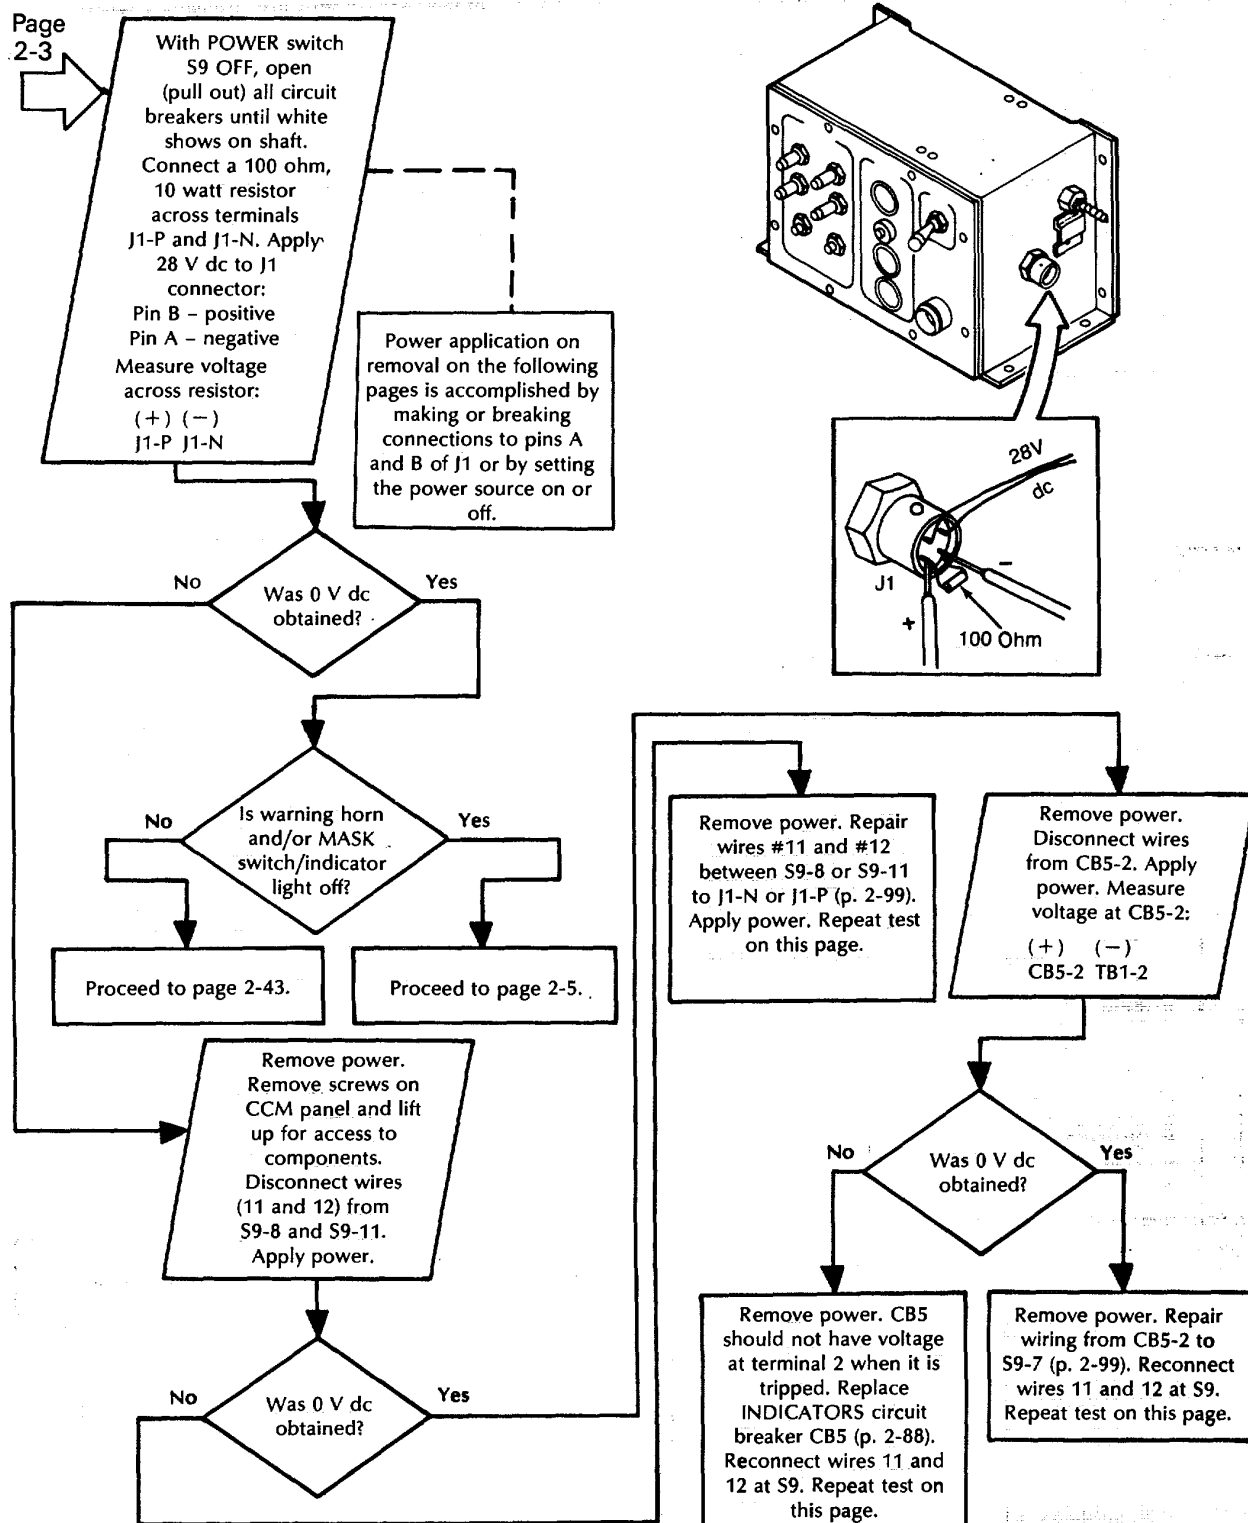 Page
2-3
With POWER switch
S9 OFF, open
(pull out) all circuit
breakers until white
shows on shaft.
Connect a 100 ohm,
10 watt resistor
across terminals
J1-P and J1-N. Apply
28 V dc to J1
connector:
Pin B – positive
Pin A – negative
Measure voltage
across resistor:
(+) (−)
J1-P J1-N
Power application on
removal on the following
pages is accomplished by
making or breaking
connections to pins A
and B of J1 or by setting
the power source on or
off.
28V
dc
J1
−
+
100 Ohm
No
Was 0 V dc
obtained?
Yes
No
Is warning horn
and/or MASK
switch/indicator
light off?
Yes
Proceed to page 2-43.
Proceed to page 2-5.
Remove power.
Remove screws on
CCM panel and lift
up for access to
components.
Disconnect wires
(11 and 12) from
S9-8 and S9-11.
Apply power.
No
Was 0 V dc
obtained?
Yes
Remove power. Repair
wires #11 and #12
between S9-8 or S9-11
to J1-N or J1-P (p. 2-99).
Apply power. Repeat test
on this page.
Remove power.
Disconnect wires
from CB5-2. Apply
power. Measure
voltage at CB5-2:
(+) (−)
CB5-2 TB1-2
No
Was 0 V dc
obtained?
Yes
Remove power. CB5
should not have voltage
at terminal 2 when it is
tripped. Replace
INDICATORS circuit
breaker CB5 (p. 2-88).
Reconnect wires 11 and
12 at S9. Repeat test on
this page.
Remove power. Repair
wiring from CB5-2 to
S9-7 (p. 2-99). Reconnect
wires 11 and 12 at S9.
Repeat test on this page.